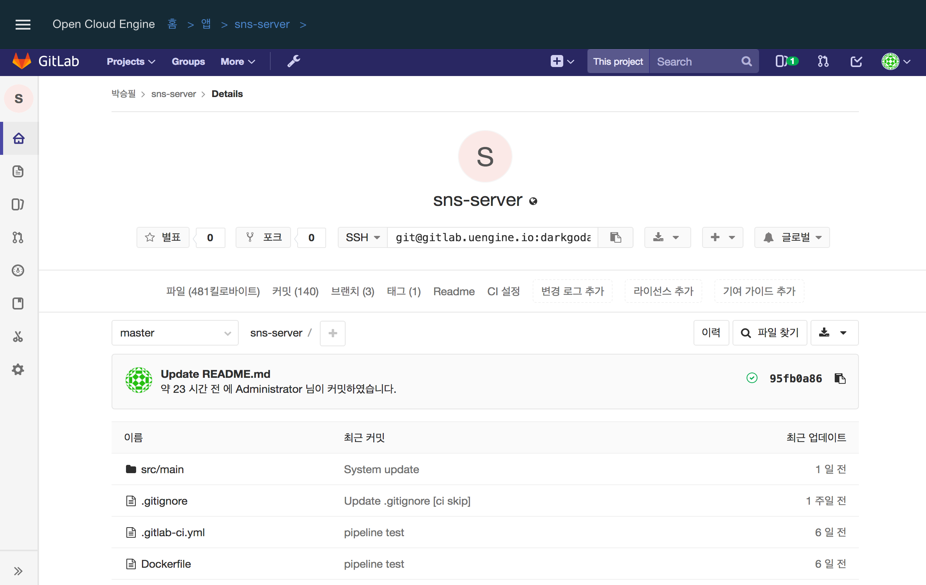 Open Cloud Engine 홈 > 앱 > sns-server >
GitLab Projects Groups More This project Search 1
박승필 > sns-server > Details
S
S
sns-server
별표 0 포크 0 SSH git@gitlab.uengine.io:darkgoda 글로벌
파일 (481킬로바이트) 커밋 (140) 브랜치 (3) 태그 (1) Readme CI 설정 변경 로그 추가 라이선스 추가 기여 가이드 추가
master sns-server / + 이력 파일 찾기
Update README.md
약 23 시간 전 에 Administrator 님이 커밋하였습니다.
95fb0a86
이름 최근 커밋 최근 업데이트
src/main System update 1 일 전
.gitignore Update .gitignore [ci skip] 1 주일 전
.gitlab-ci.yml pipeline test 6 일 전
Dockerfile pipeline test 6 일 전